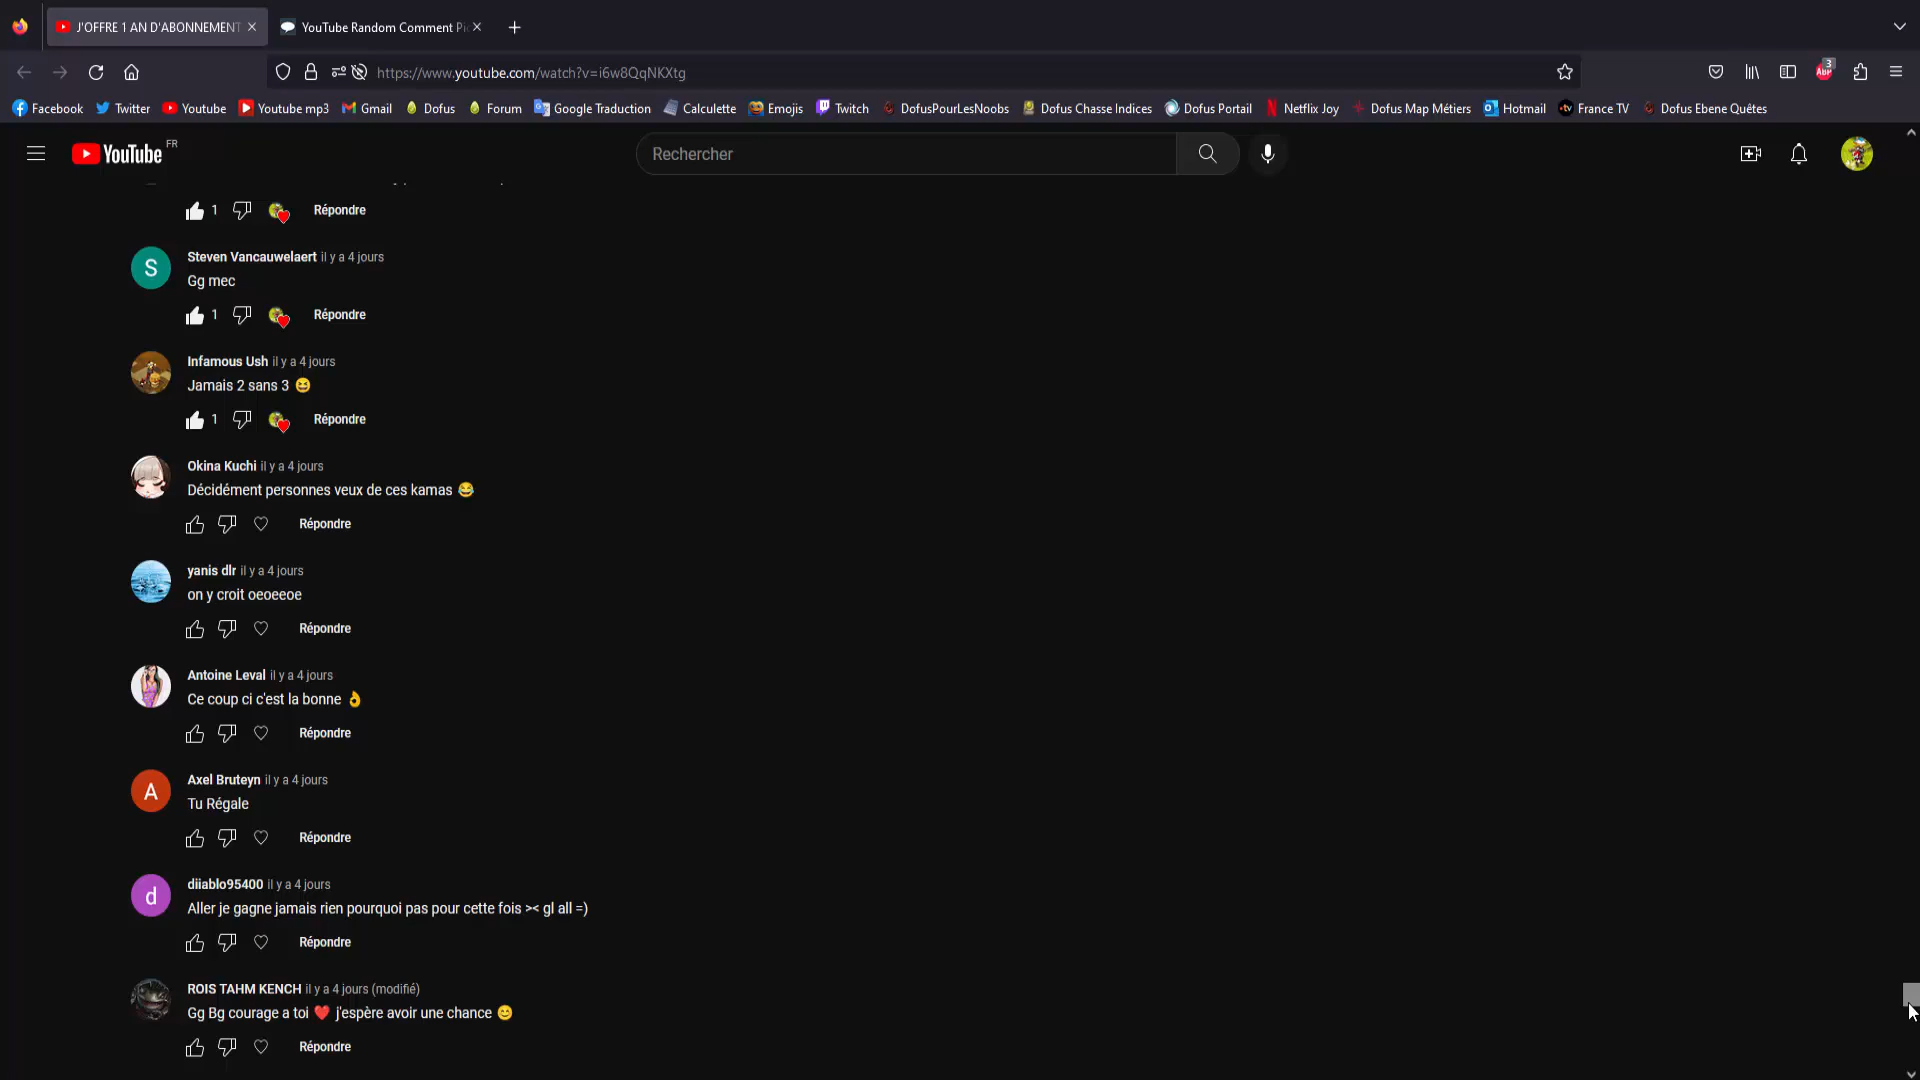 J'OFFRE 1 AN D'ABONNEMENT
YouTube Random Comment Pi
https://www.youtube.com/watch?v=i6w8QqNKXtg
3
ABP
Facebook Twitter Youtube Youtube mp3 Gmail Dofus Forum Google Traduction Calculette Emojis Twitch DofusPourLesNoobs Dofus Chasse Indices Dofus Portail Netflix Joy Dofus Map Métiers Hotmail France TV Dofus Ebene Quêtes
YouTube FR
Rechercher
1 Répondre
S
Steven Vancauwelaert il y a 4 jours
Gg mec
1 Répondre
Infamous Ush il y a 4 jours
Jamais 2 sans 3 😆
1 Répondre
Okina Kuchi il y a 4 jours
Décidément personnes veux de ces kamas 😂
Répondre
yanis dlr il y a 4 jours
on y croit oeoeeoe
Répondre
Antoine Leval il y a 4 jours
Ce coup ci c'est la bonne 👌
Répondre
A
Axel Bruteyn il y a 4 jours
Tu Régale
Répondre
d
diiablo95400 il y a 4 jours
Aller je gagne jamais rien pourquoi pas pour cette fois >< gl all =)
Répondre
ROIS TAHM KENCH il y a 4 jours (modifié)
Gg Bg courage a toi ❤️ j'espère avoir une chance 😊
Répondre